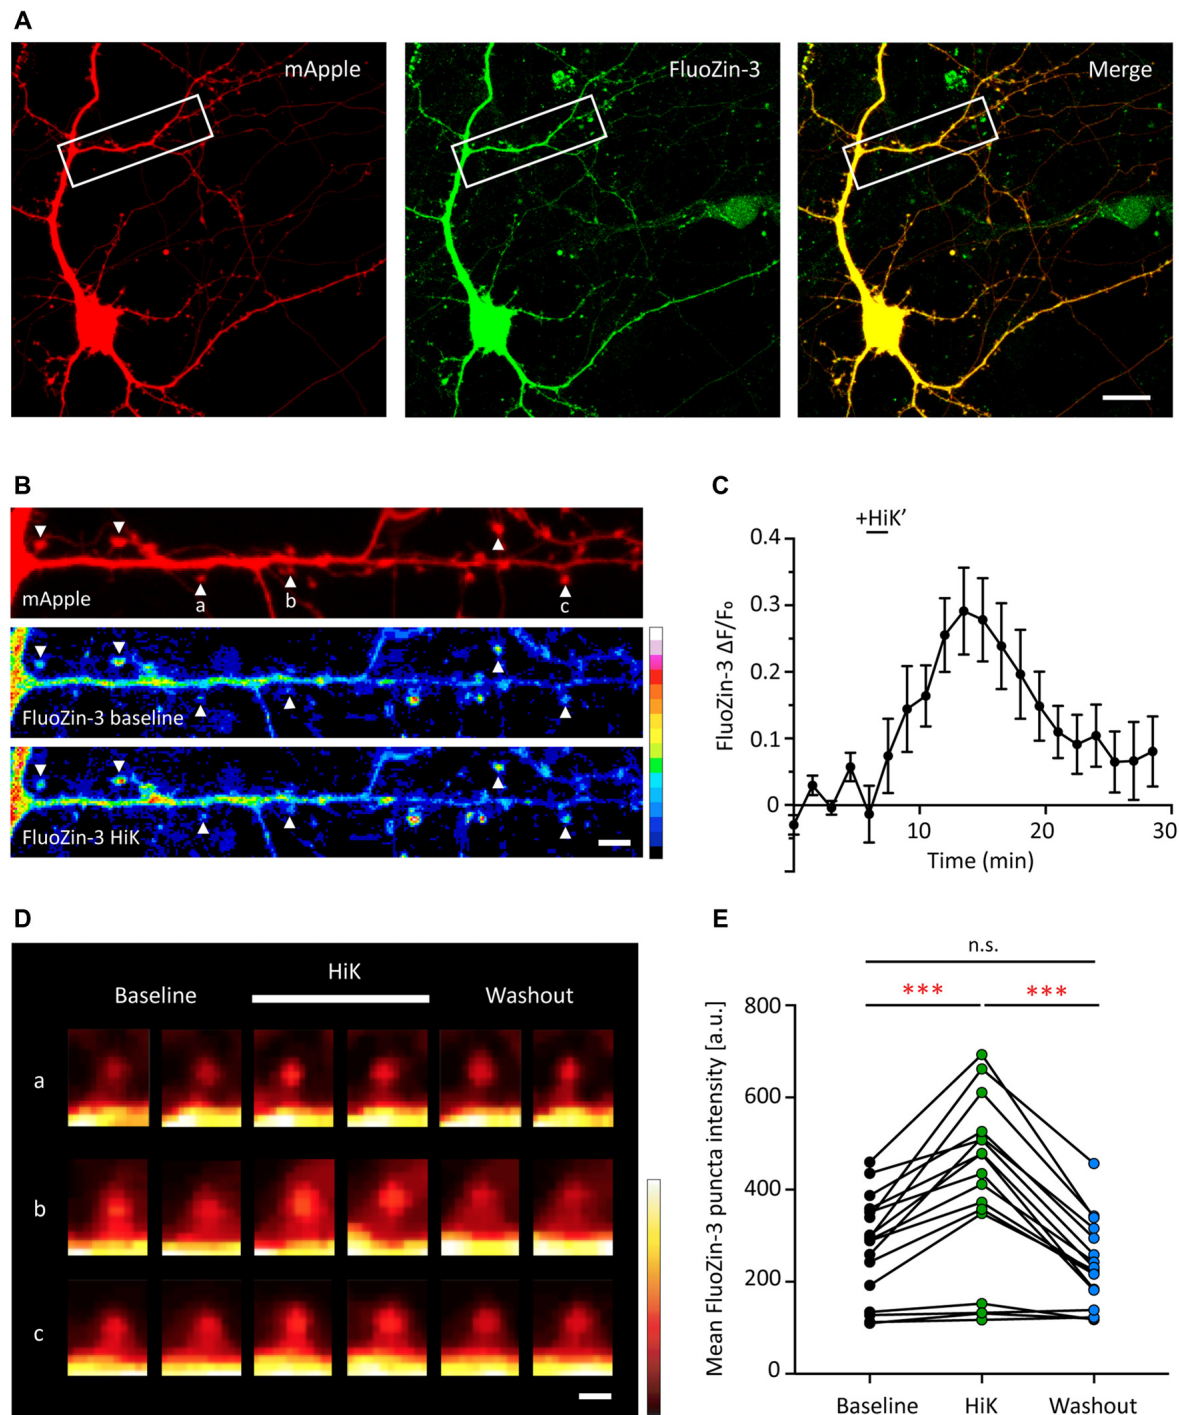 A
mApple
FluoZin-3
Merge
B
mApple
a
b
c
FluoZin-3 baseline
FluoZin-3 HiK
C
+HiK’
0.4
0.3
0.2
0.1
0
10
20
30
FluoZin-3 ΔF/F₀
Time (min)
D
HiK
Baseline
Washout
a
b
c
E
n.s.
***
***
800
600
400
200
0
Mean FluoZin-3 puncta intensity [a.u.]
Baseline
HiK
Washout